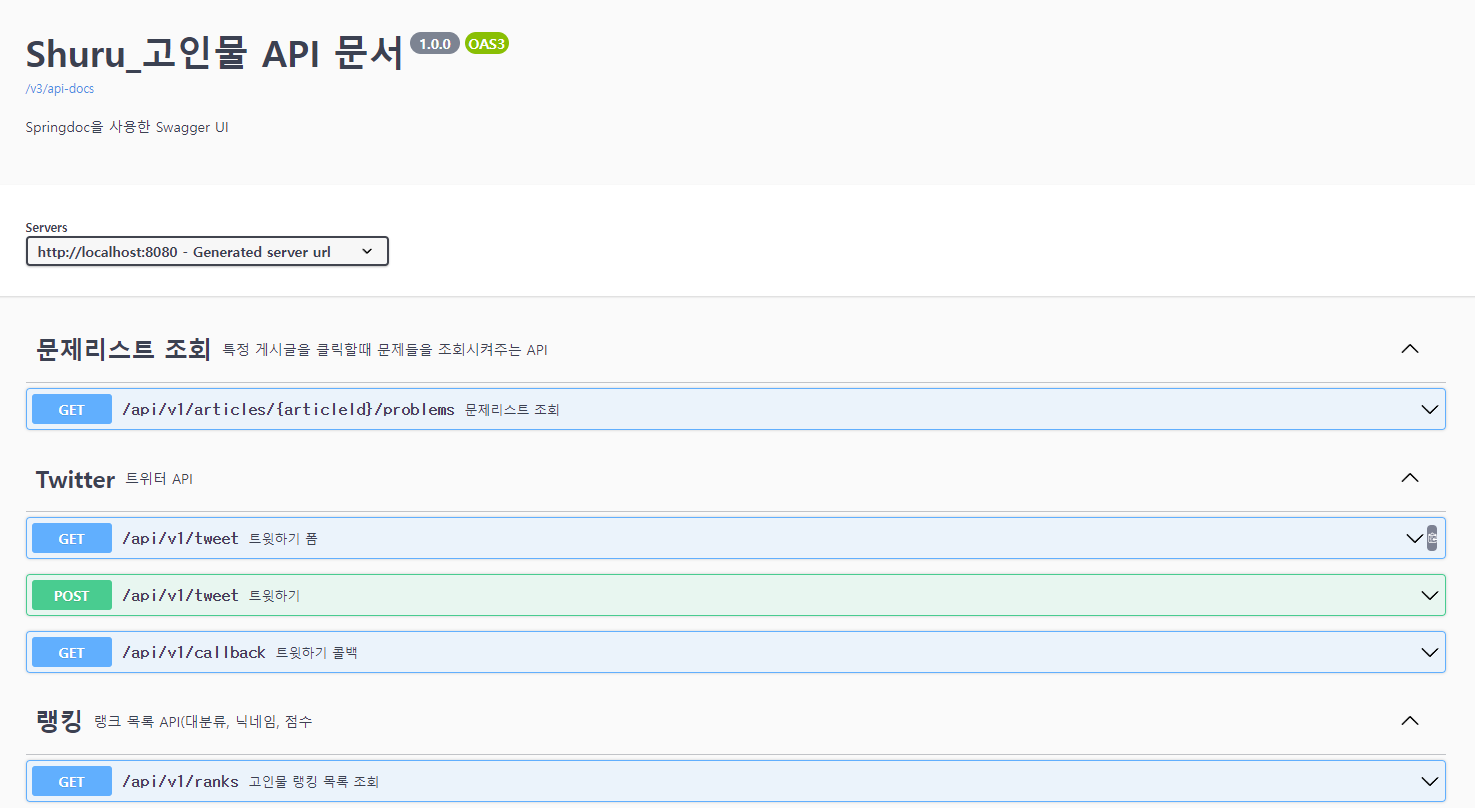 Shuru_고인물 API 문서 1.0.0 OAS3
/v3/api-docs
Springdoc을 사용한 Swagger UI
Servers
http://localhost:8080 - Generated server url
문제리스트 조회 특정 게시글을 클릭할때 문제들을 조회시켜주는 API
GET /api/v1/articles/{articleId}/problems 문제리스트 조회
Twitter 트위터 API
GET /api/v1/tweet 트윗하기 폼
POST /api/v1/tweet 트윗하기
GET /api/v1/callback 트윗하기 콜백
랭킹 랭크 목록 API(대분류, 닉네임, 점수
GET /api/v1/ranks 고인물 랭킹 목록 조회